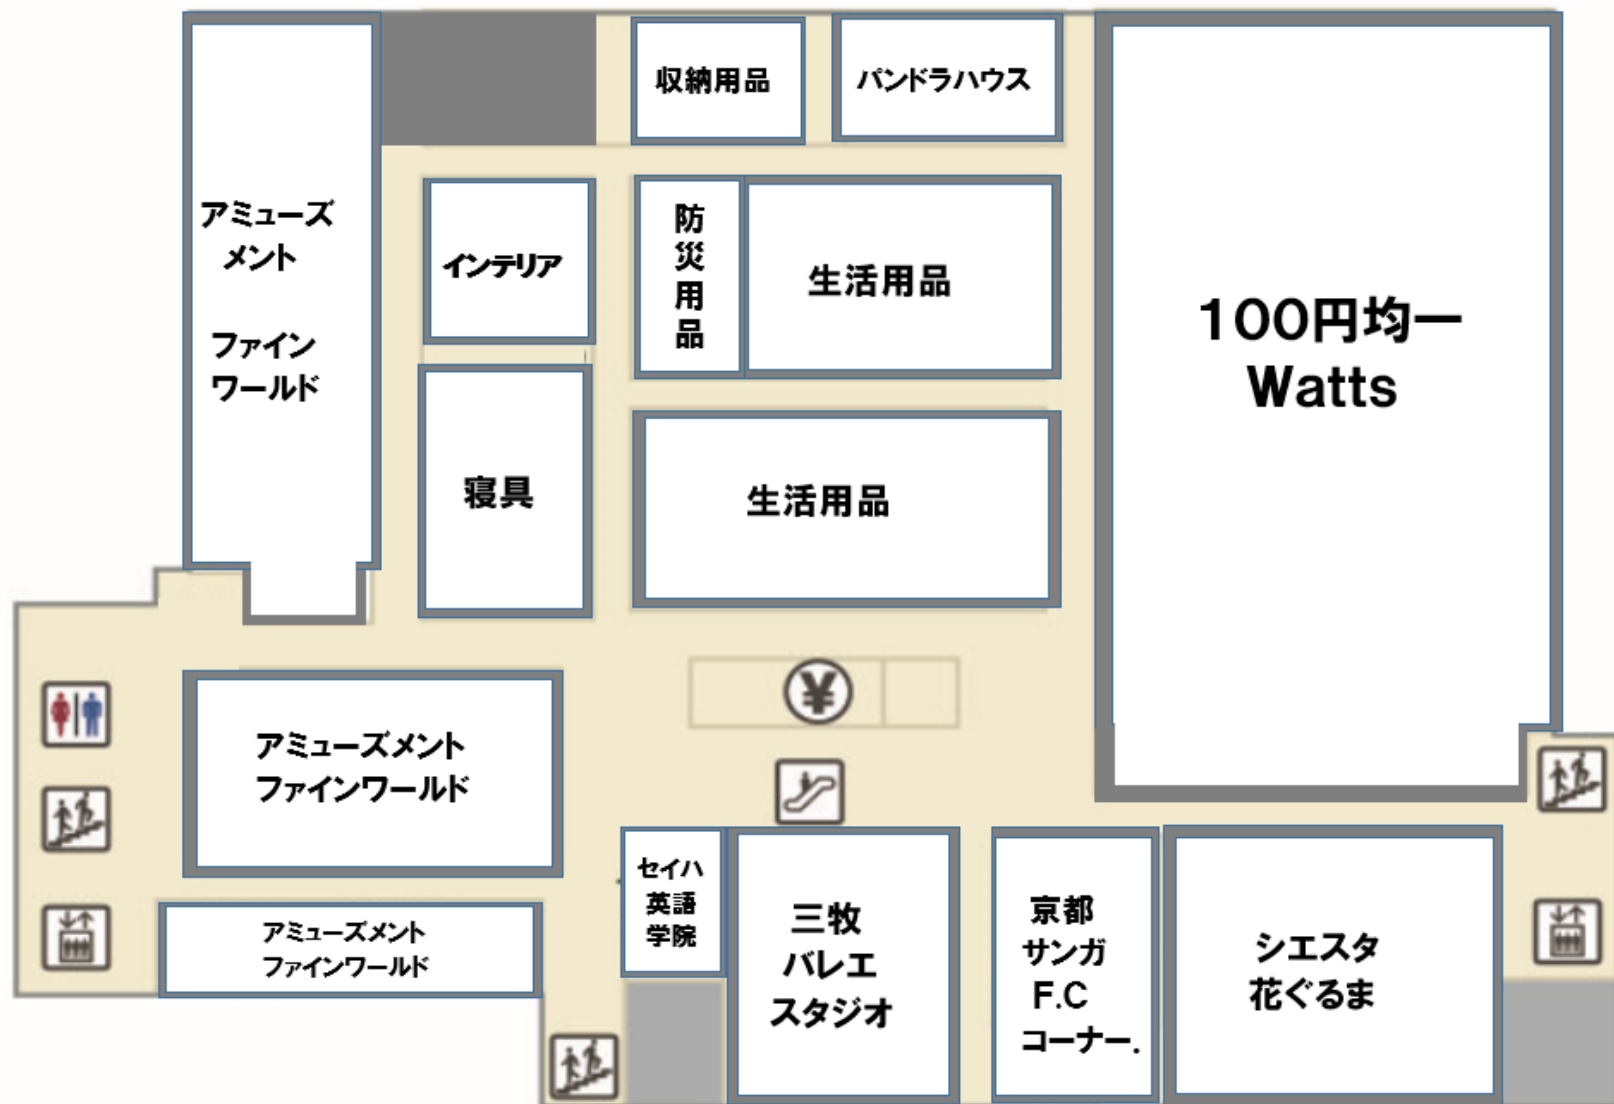 収納用品
パンドラハウス
アミューズ
メント
ファイン
ワールド
インテリア
防
災
用
品
生活用品
100円均一
Watts
寝具
生活用品
¥
アミューズメント
ファインワールド
アミューズメント
ファインワールド
セイハ
英語
学院
三牧
バレエ
スタジオ
京都
サンガ
F.C
コーナー.
シエスタ
花ぐるま